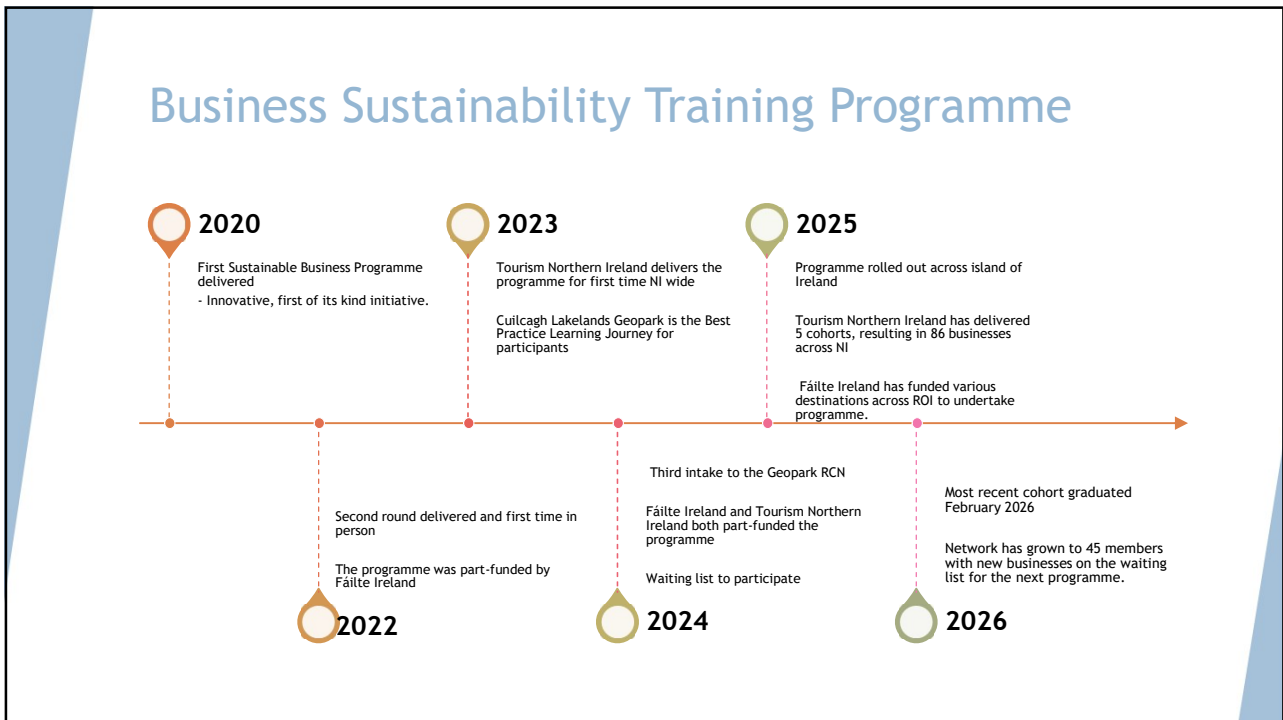 Business Sustainability Training Programme
2020
First Sustainable Business Programme
delivered
- Innovative, first of its kind initiative.
2022
Second round delivered and first time in
person
The programme was part-funded by
Fáilte Ireland
2023
Tourism Northern Ireland delivers the
programme for first time NI wide
Cuilcagh Lakelands Geopark is the Best
Practice Learning Journey for
participants
2024
Third intake to the Geopark RCN
Fáilte Ireland and Tourism Northern
Ireland both part-funded the
programme
Waiting list to participate
2025
Programme rolled out across island of
Ireland
Tourism Northern Ireland has delivered
5 cohorts, resulting in 86 businesses
across NI
Fáilte Ireland has funded various
destinations across ROI to undertake
programme.
2026
Most recent cohort graduated
February 2026
Network has grown to 45 members
with new businesses on the waiting
list for the next programme.